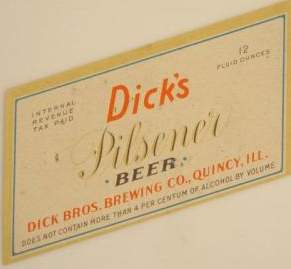 INTERNAL
REVENUE
TAX PAID
Dick's
12
FLUID OUNCES
Pilsener
·BEER·
DICK BROS. BREWING CO., QUINCY, ILL.
DOES NOT CONTAIN MORE THAN 4 PER CENTUM OF ALCOHOL BY VOLUME